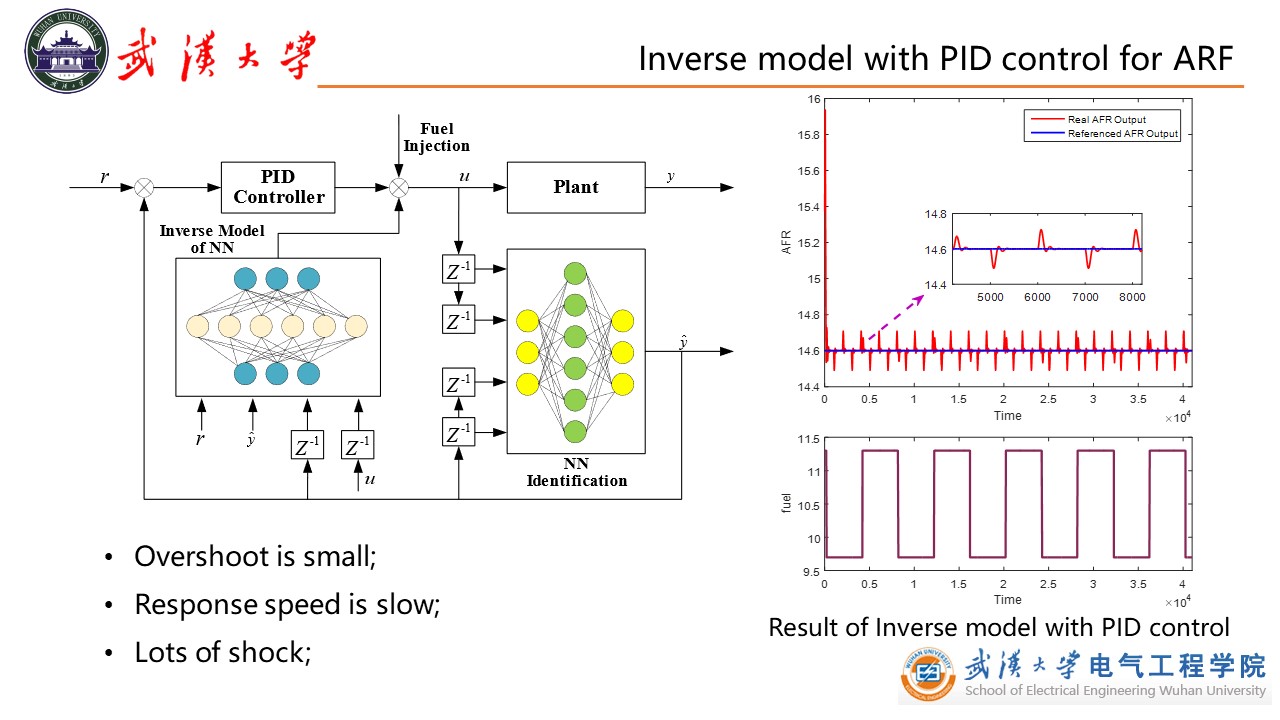 WUHAN UNIVERSITY
1893
武漢大学
Inverse model with PID control for ARF
Fuel
Injection
r
PID
Controller
u
Plant
y
Inverse Model
of NN
Z-1
Z-1
ŷ
Z-1
Z-1
r
ŷ
Z-1
Z-1
u
NN
Identification
16
15.8
15.6
15.4
15.2
15
14.8
14.6
14.4
AFR
Real AFR Output
Referenced AFR Output
14.8
14.6
14.4
5000 6000 7000 8000
0 0.5 1 1.5 2 2.5 3 3.5 4
Time
×10^4
11.5
11
10.5
10
9.5
fuel
0 0.5 1 1.5 2 2.5 3 3.5 4
Time
×10^4
• Overshoot is small;
• Response speed is slow;
• Lots of shock;
Result of Inverse model with PID control
武漢大学电气工程学院
School of Electrical Engineering Wuhan University